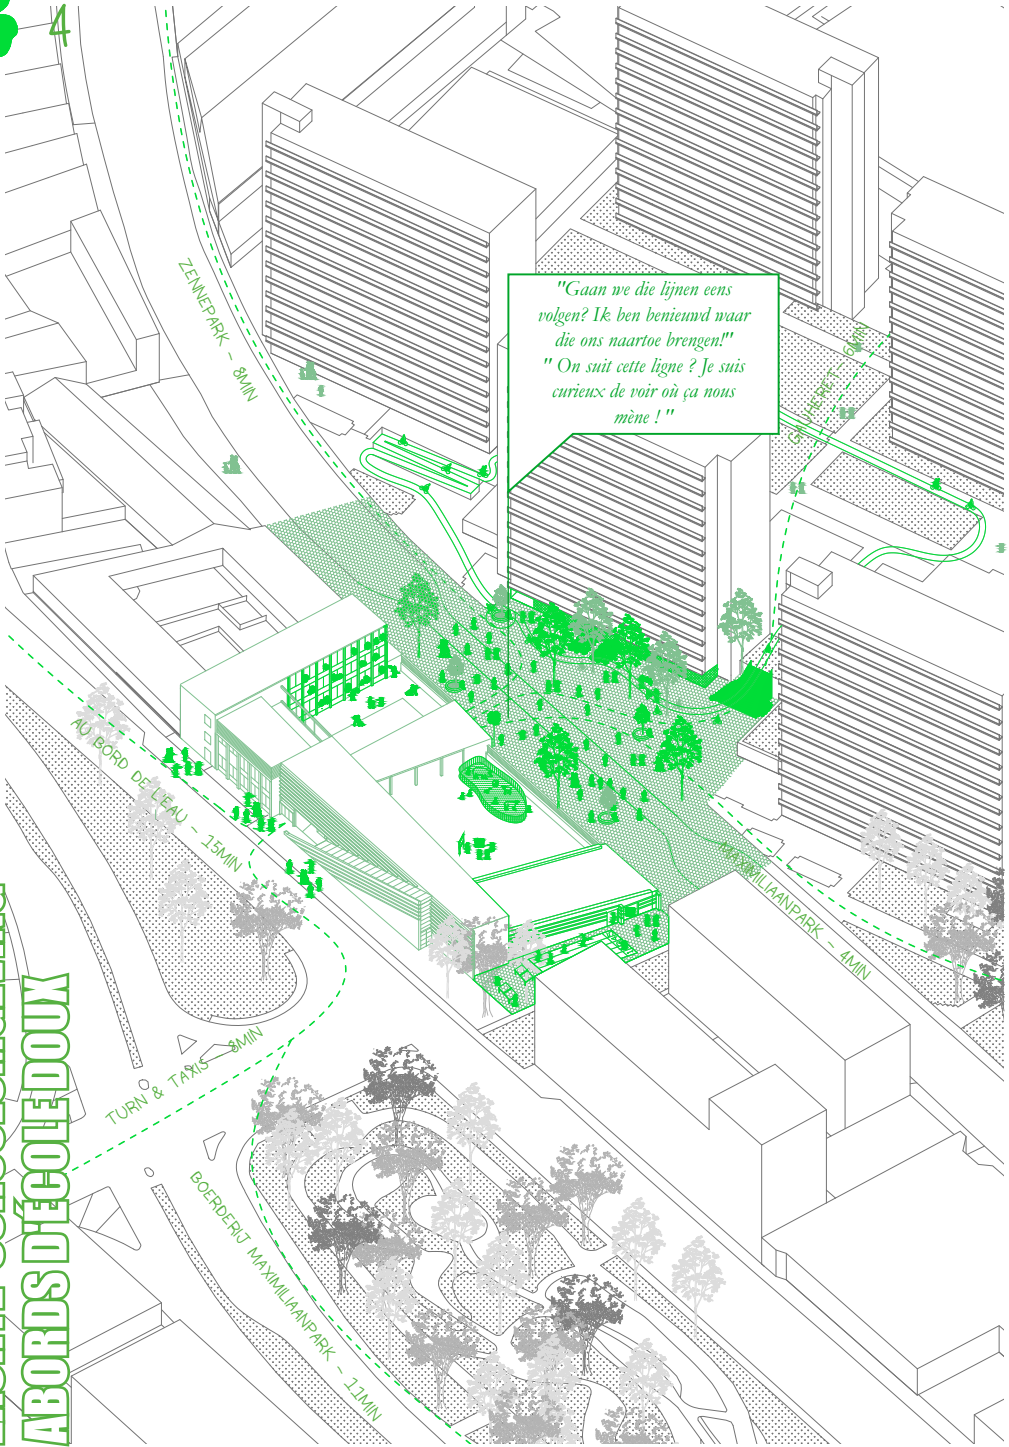 4
ZENNEPARK - 8MIN
"Gaan we die lijnen eens
volgen? Ik ben benieuwd waar
die ons naartoe brengen!"
" On suit cette ligne ? Je suis
curieux de voir où ça nous
mène ! "
GAUHERET - 6MIN
AU BORD DE L'EAU - 15MIN
MAXIMILIAANPARK - 4MIN
TURN & TAXIS - 8MIN
BOERDERIJ MAXIMILIAANPARK - 11MIN
ABORDS D'ÉCOLE DOUX